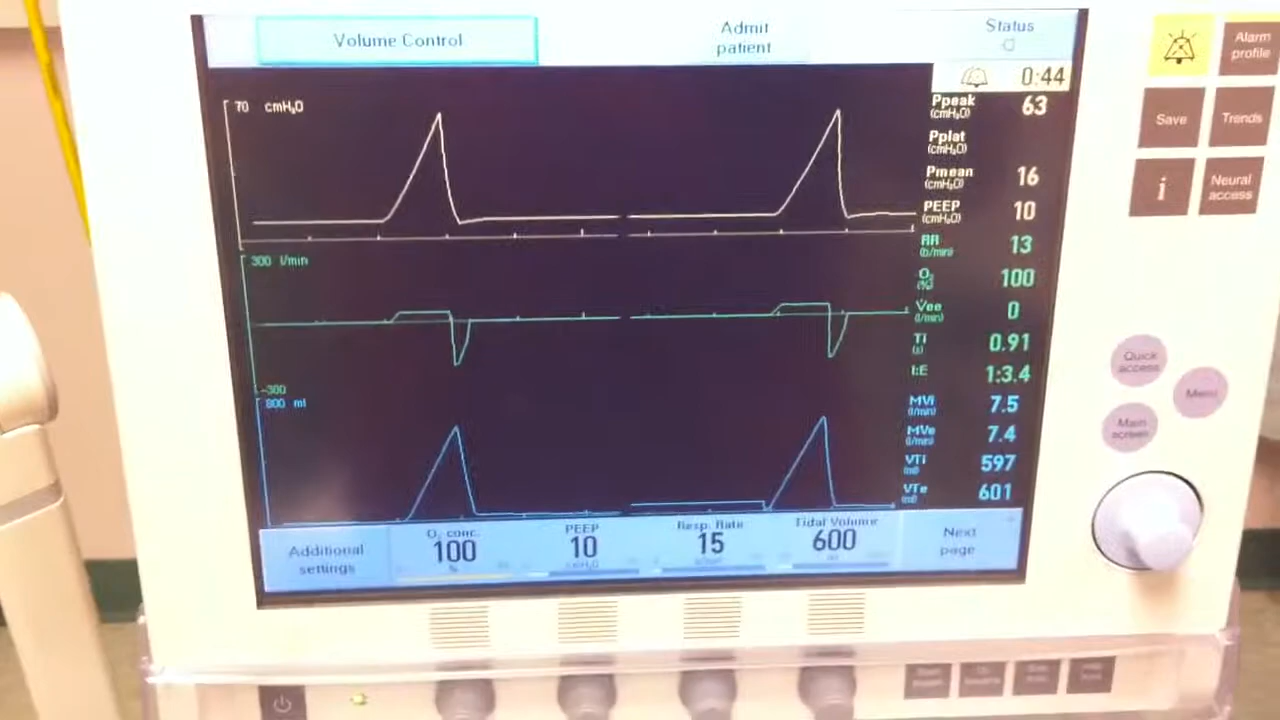 Volume Control
Admit
patient
Status
Alarm
profile
0:44
70 cmH₂O
Ppeak
(cmH₂O)
63
Save
Trends
Pplat
(cmH₂O)
Pmean
(cmH₂O)
16
i
Neural
access
PEEP
(cmH₂O)
10
RR
(b/min)
13
300 l/min
O₂
(%)
100
Vee
(l/min)
0
Ti
(s)
0.91
I:E
1:3.4
-300
800 ml
MVi
(l/min)
7.5
MVe
(l/min)
7.4
VTi
(ml)
597
VTe
(ml)
601
Quick
access
Menu
Main
screen
Additional
settings
O₂ conc.
100
%
PEEP
10
cmH₂O
Resp. Rate
15
Tidal Volume
600
Next
page